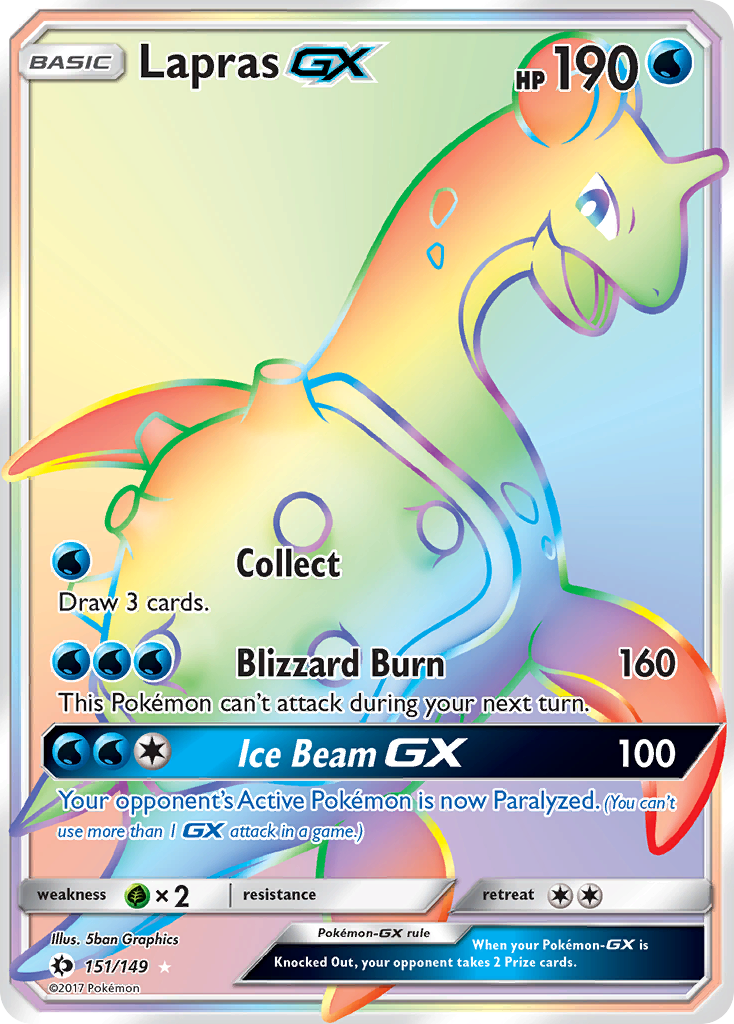 BASIC Lapras GX HP 190
Collect
Draw 3 cards.
Blizzard Burn 160
This Pokémon can't attack during your next turn.
Ice Beam GX 100
Your opponent's Active Pokémon is now Paralyzed. (You can't
use more than 1 GX attack in a game.)
weakness ×2 resistance retreat
Illus. 5ban Graphics
Pokémon-GX rule
When your Pokémon-GX is
Knocked Out, your opponent takes 2 Prize cards.
151/149
©2017 Pokémon